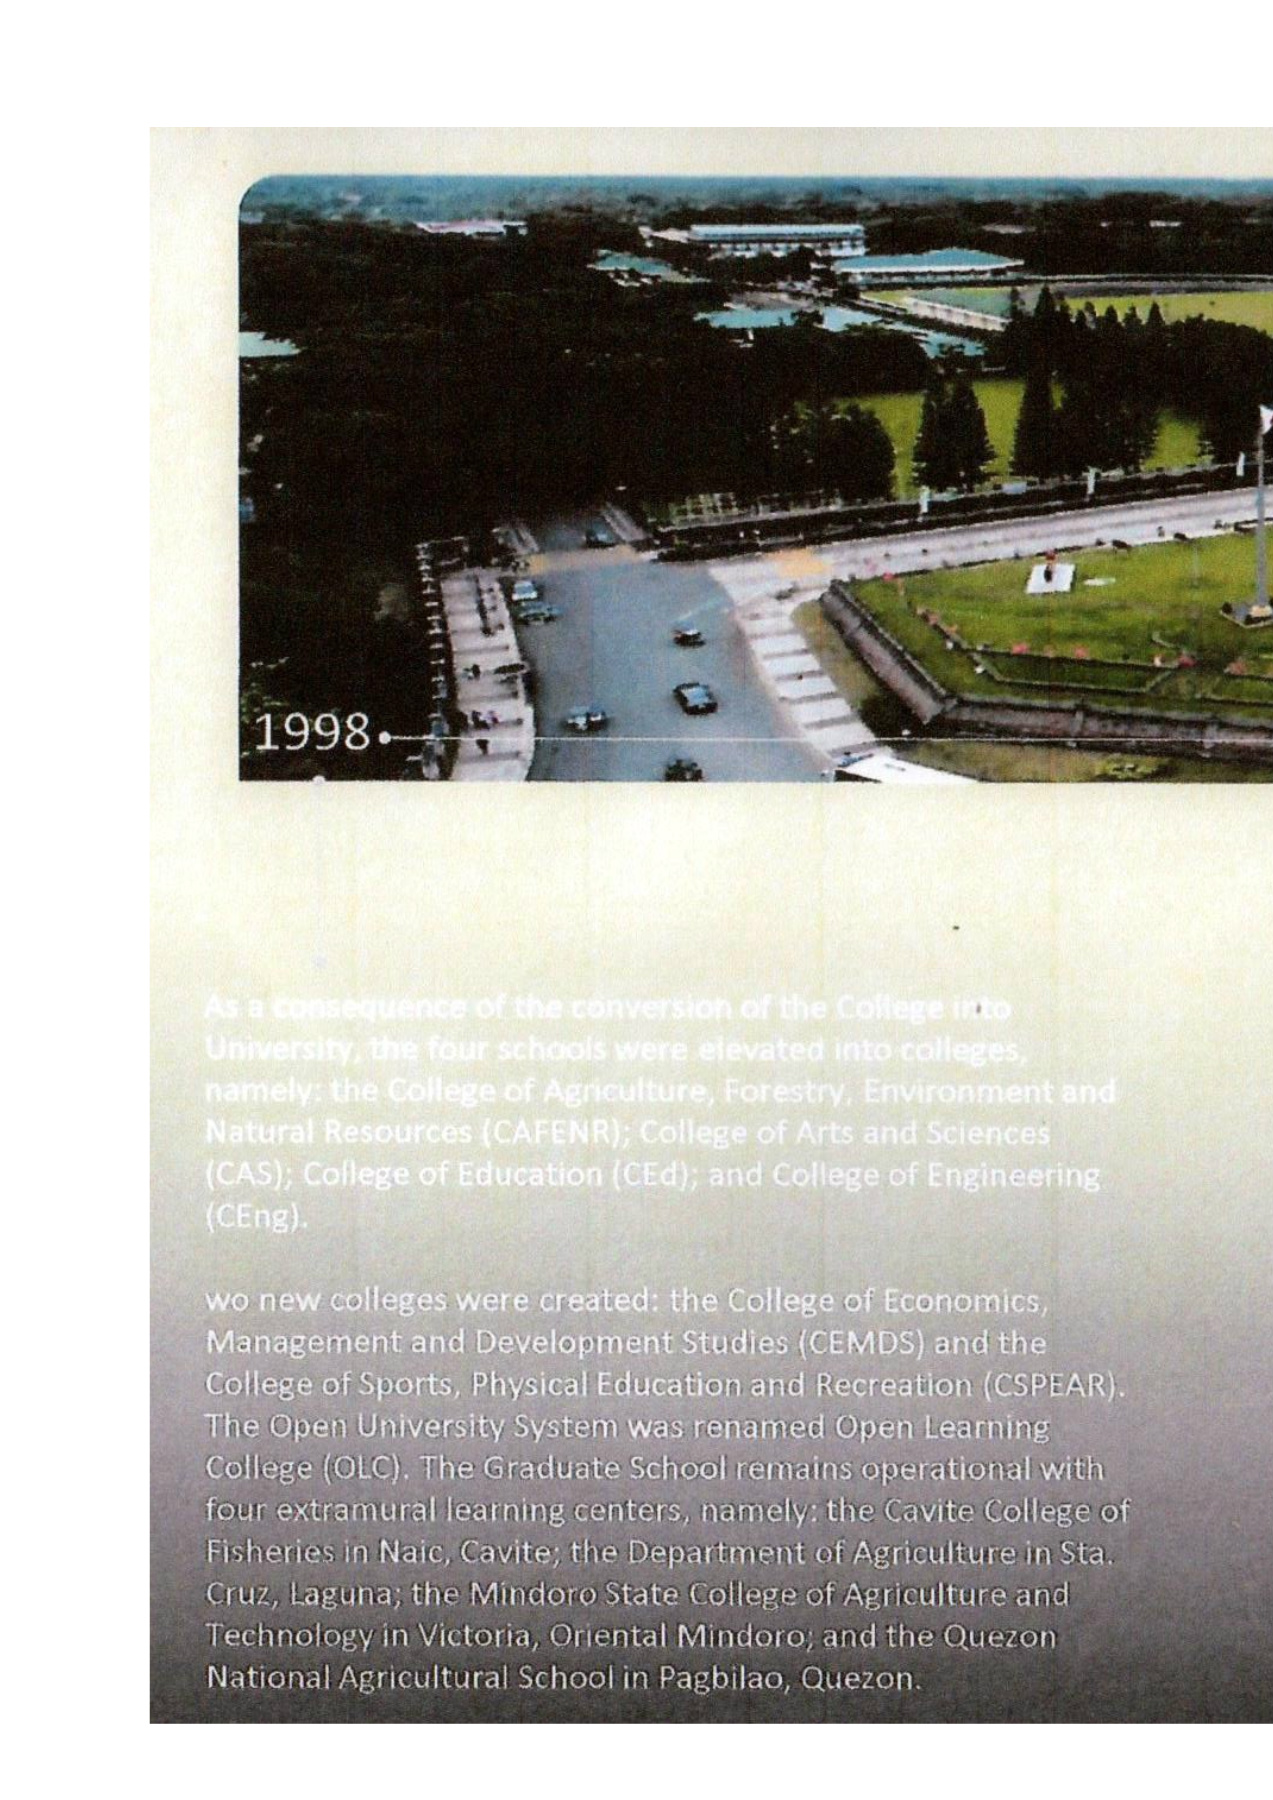 1998
As a consequence of the conversion of the College into
University, the four schools were elevated into colleges,
namely: the College of Agriculture, Forestry, Environment and
Natural Resources (CAFENR); College of Arts and Sciences
(CAS); College of Education (CEd); and College of Engineering
(CEng).
wo new colleges were created: the College of Economics,
Management and Development Studies (CEMDS) and the
College of Sports, Physical Education and Recreation (CSPEAR).
The Open University System was renamed Open Learning
College (OLC). The Graduate School remains operational with
four extramural learning centers, namely: the Cavite College of
Fisheries in Naic, Cavite; the Department of Agriculture in Sta.
Cruz, Laguna; the Mindoro State College of Agriculture and
Technology in Victoria, Oriental Mindoro; and the Quezon
National Agricultural School in Pagbilao, Quezon.